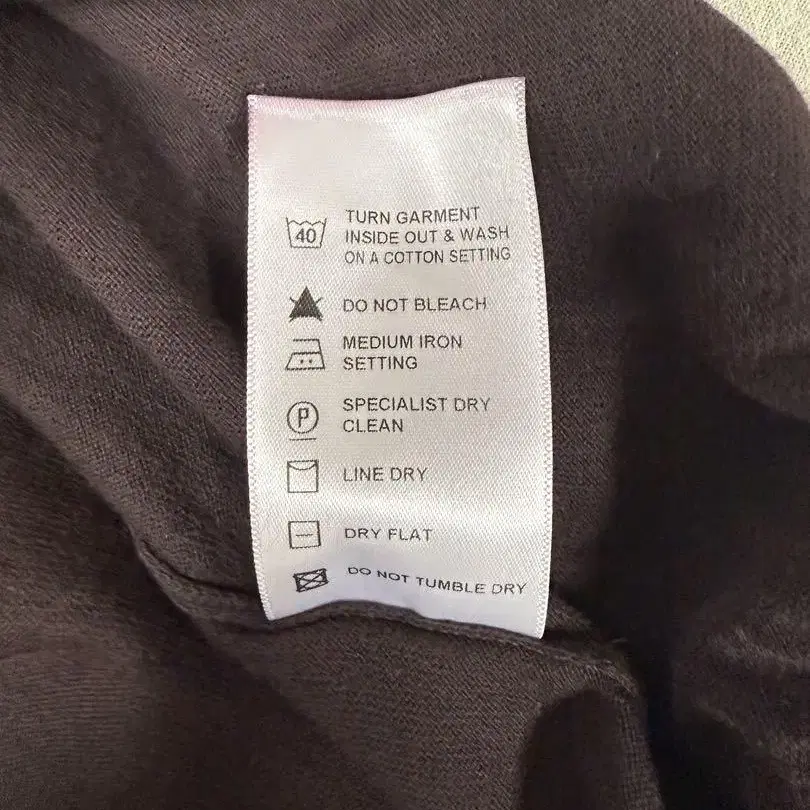 40
TURN GARMENT
INSIDE OUT & WASH
ON A COTTON SETTING
DO NOT BLEACH
MEDIUM IRON
SETTING
P
SPECIALIST DRY
CLEAN
LINE DRY
DRY FLAT
DO NOT TUMBLE DRY